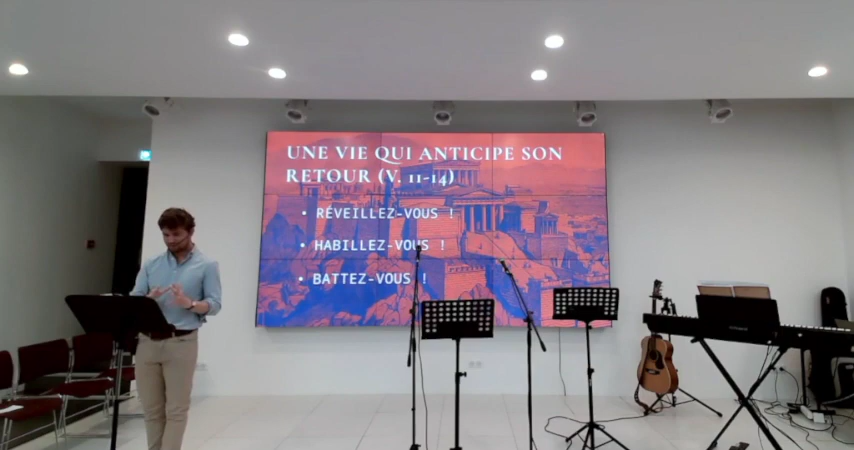 UNE VIE QUI ANTICIPE SON
RETOUR (V. 11-14)
• RÉVEILLEZ-VOUS !
• HABILLEZ-VOUS !
• BATTEZ-VOUS !